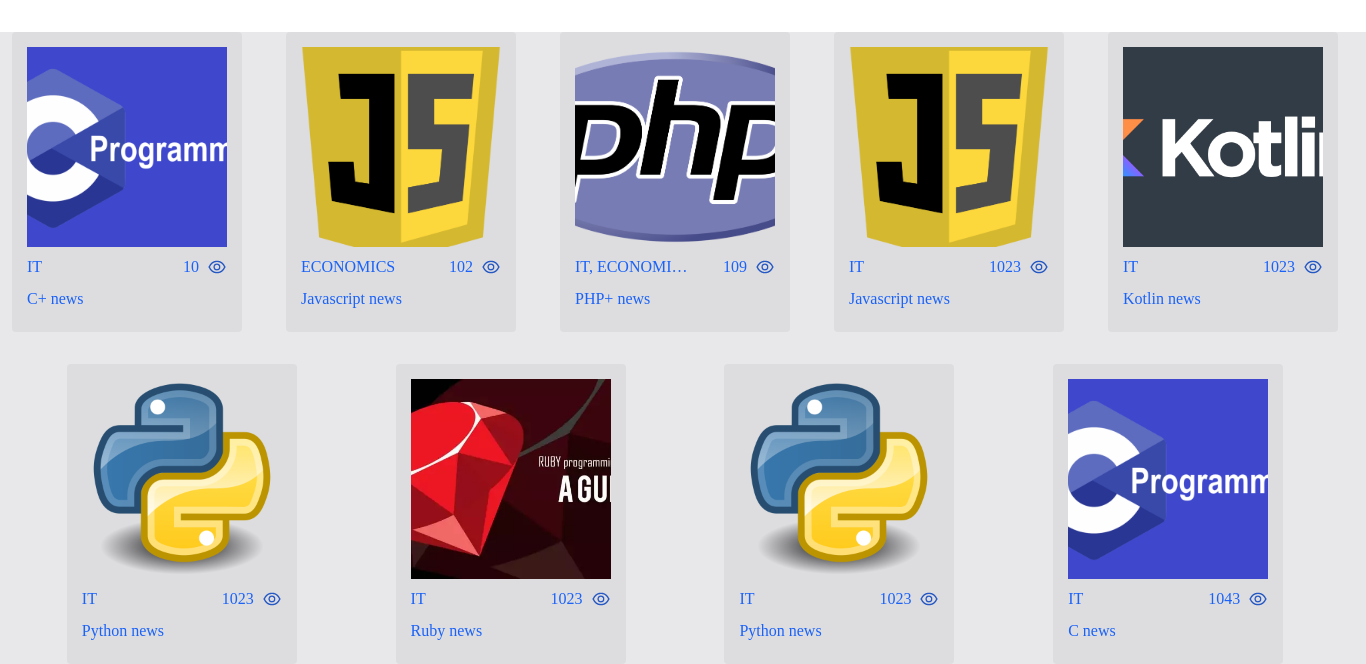 Programm
JS
php
JS
Kotlin
IT 10
ECONOMICS 102
IT, ECONOMI... 109
IT 1023
IT 1023
C+ news
Javascript news
PHP+ news
Javascript news
Kotlin news
RUBY programmi
A GUI
Programm
IT 1023
IT 1023
IT 1023
IT 1043
Python news
Ruby news
Python news
C news